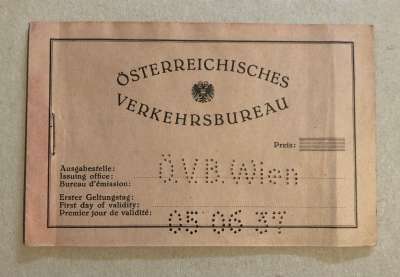 ÖSTERREICHISCHES
VERKEHRSBUREAU
Preis:
Ausgabestelle:
Issuing office:
Bureau d'émission:
Ö.V.B. Wien
Erster Geltungstag:
First day of validity:
Premier jour de validité:
05 06 37